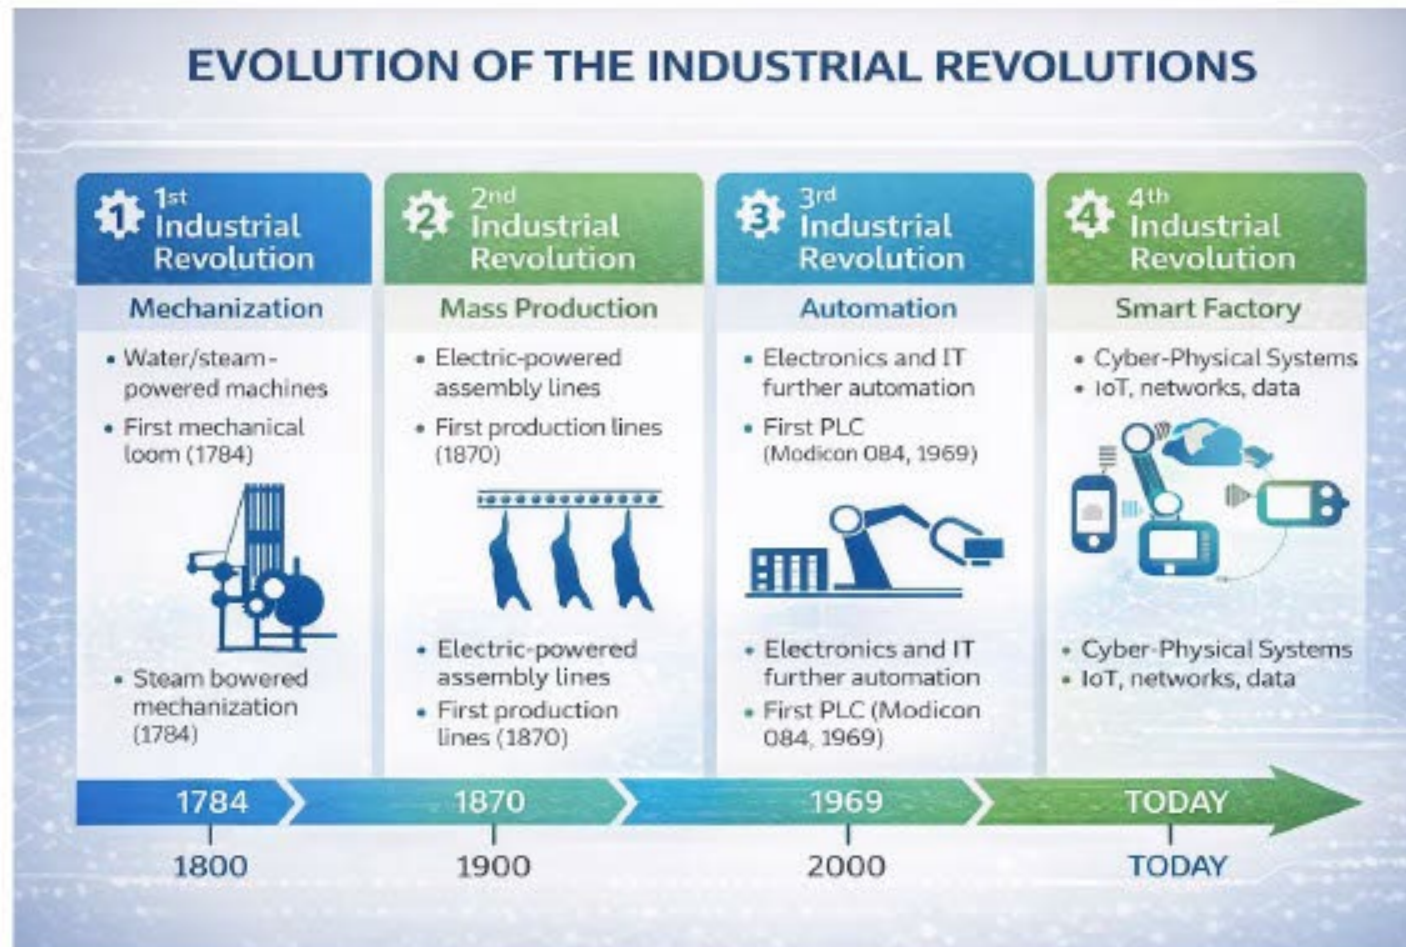 EVOLUTION OF THE INDUSTRIAL REVOLUTIONS
1 1st
Industrial
Revolution
Mechanization
• Water/steam-
powered machines
• First mechanical
loom (1784)
• Steam bowered
mechanization
(1784)
2 2nd
Industrial
Revolution
Mass Production
• Electric-powered
assembly lines
• First production lines
(1870)
• Electric-powered
assembly lines
• First production
lines (1870)
3 3rd
Industrial
Revolution
Automation
• Electronics and IT
further automation
• First PLC
(Modicon 084, 1969)
• Electronics and IT
further automation
• First PLC (Modicon
084, 1969)
4 4th
Industrial
Revolution
Smart Factory
• Cyber-Physical Systems
• IoT, networks, data
• Cyber-Physical Systems
• IoT, networks, data
1784 1870 1969 TODAY
1800 1900 2000 TODAY